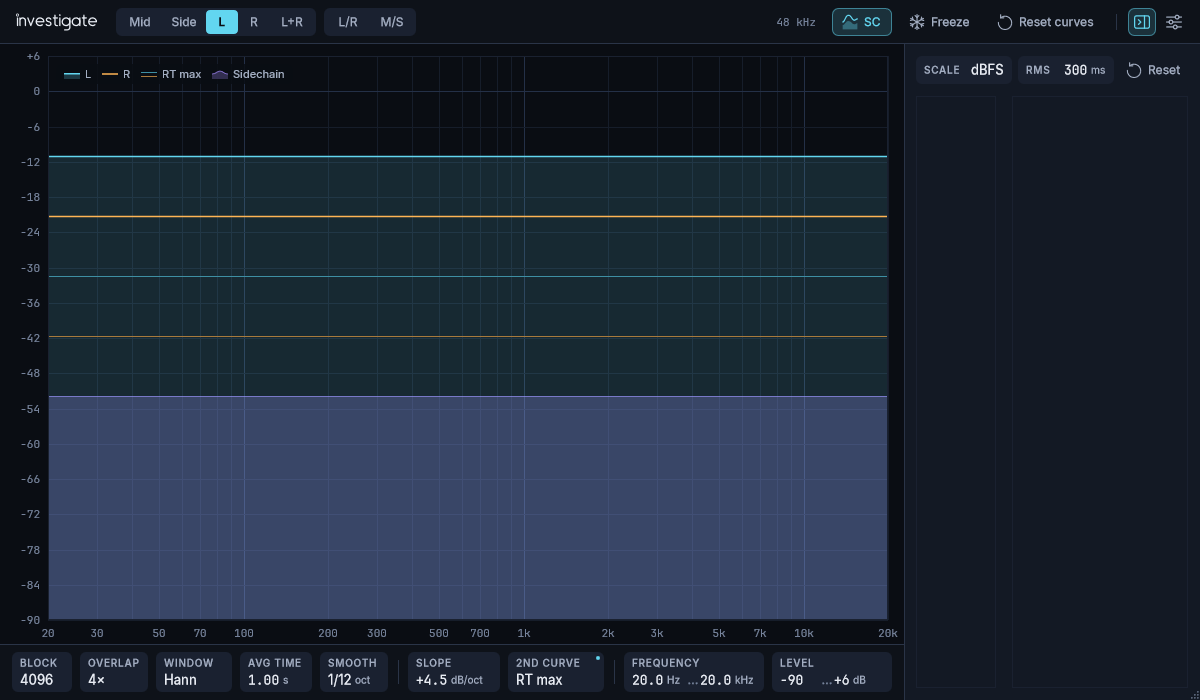 investigate Mid Side L R L+R L/R M/S 48 kHz SC Freeze Reset curves
SCALE dBFS RMS 300 ms Reset
L R RT max Sidechain
+6
0
-6
-12
-18
-24
-30
-36
-42
-48
-54
-60
-66
-72
-78
-84
-90
20 30 50 70 100 200 300 500 700 1k 2k 3k 5k 7k 10k 20k
BLOCK OVERLAP WINDOW AVG TIME SMOOTH SLOPE 2ND CURVE FREQUENCY LEVEL
4096 4× Hann 1.00 s 1/12 oct +4.5 dB/oct RT max 20.0 Hz ...20.0 kHz -90 ...+6 dB